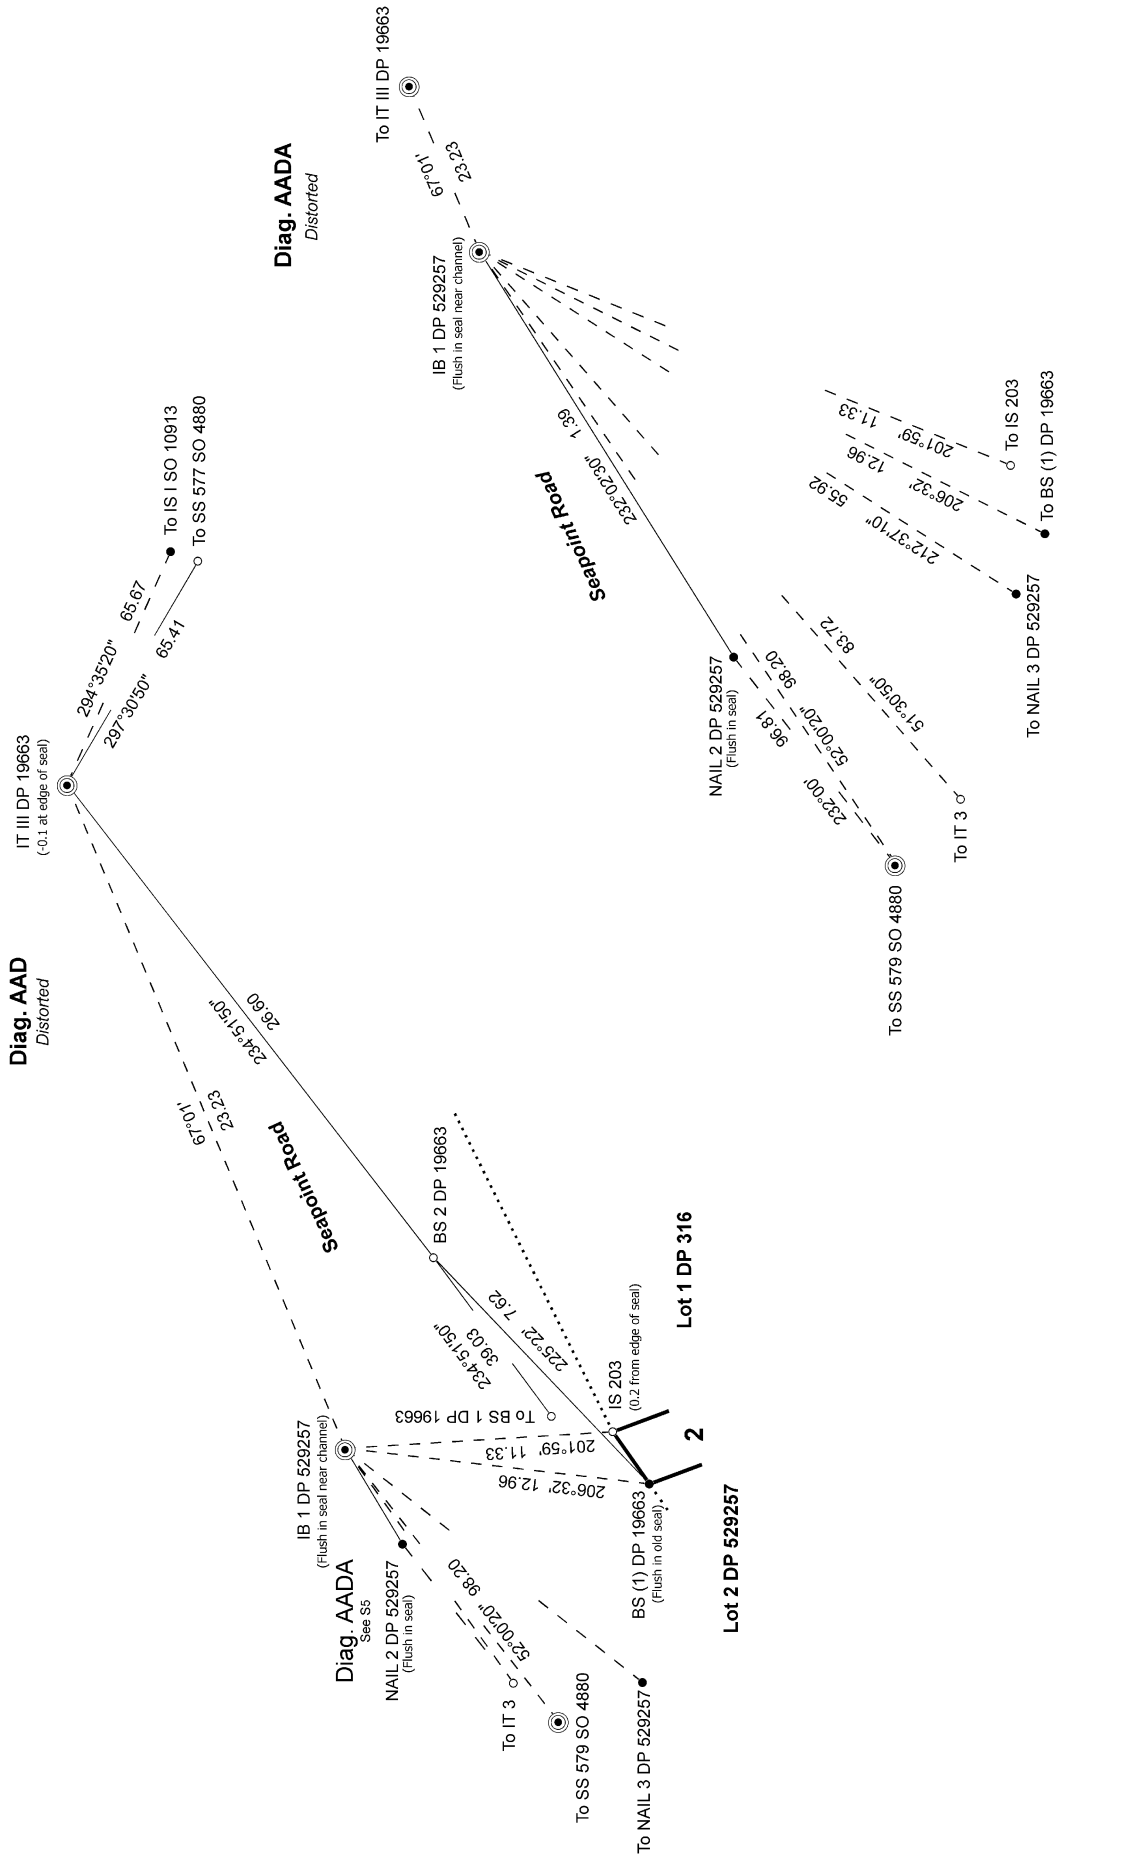 Diag. AAD
Distorted
IT III DP 19663
(-0.1 at edge of seal)
294°35'20"
65.67
To IS I SO 10913
297°30'50"
65.41
To SS 577 SO 4880
67°01'
23.23
234°51'50"
26.60
Seapoint Road
BS 2 DP 19663
IB 1 DP 529257
(Flush in seal near channel)
Diag. AADA
See S5
NAIL 2 DP 529257
(Flush in seal)
234°51'50"
39.03
225°22'
7.62
To BS 1 DP 19663
201°59' 11.33
206°32' 12.96
52°00'20" 98.20
To IT 3
To SS 579 SO 4880
To NAIL 3 DP 529257
BS (1) DP 19663
(Flush in old seal)
IS 203
(0.2 from edge of seal)
Lot 1 DP 316
2
Lot 2 DP 529257
Diag. AADA
Distorted
To IT III DP 19663
67°01'
23.23
IB 1 DP 529257
(Flush in seal near channel)
232°02'30"
1.39
Seapoint Road
NAIL 2 DP 529257
(Flush in seal)
96.81
232°00'
98.20
52°00'20"
83.72
51°30'50"
To SS 579 SO 4880
To IT 3
55.92
212°37'10"
12.96
206°32'
11.33
201°59'
To IS 203
To BS (1) DP 19663
To NAIL 3 DP 529257